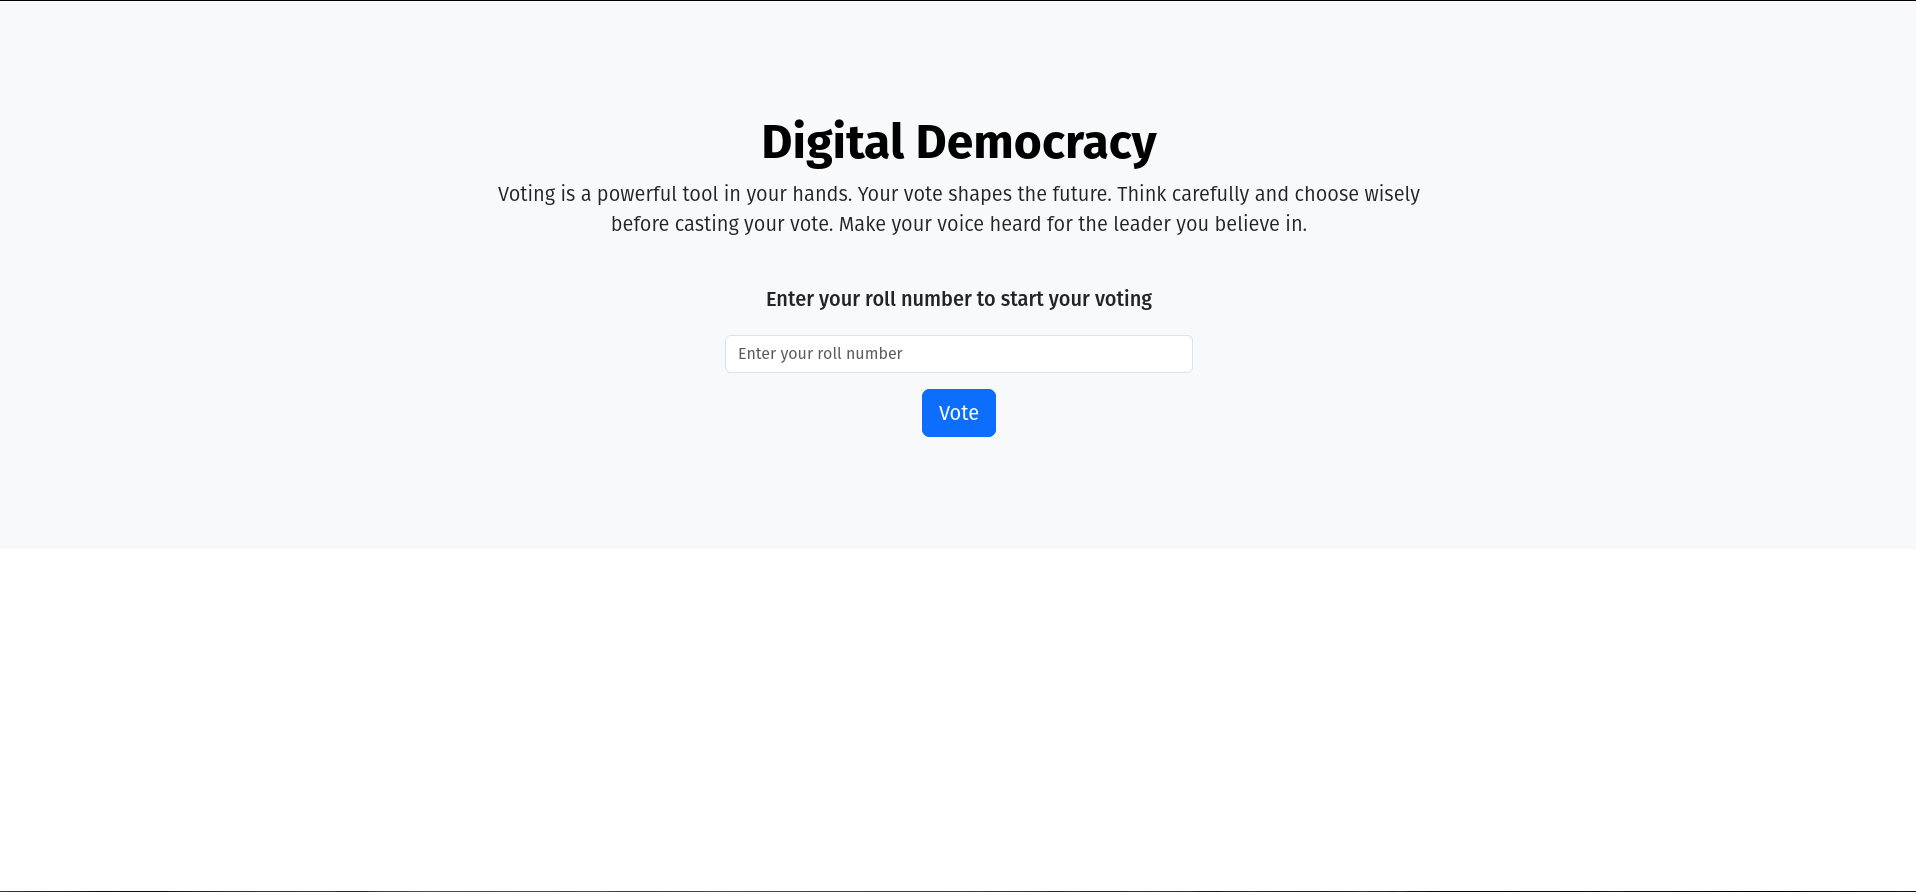 Digital Democracy
Voting is a powerful tool in your hands. Your vote shapes the future. Think carefully and choose wisely
before casting your vote. Make your voice heard for the leader you believe in.
Enter your roll number to start your voting
Enter your roll number
Vote